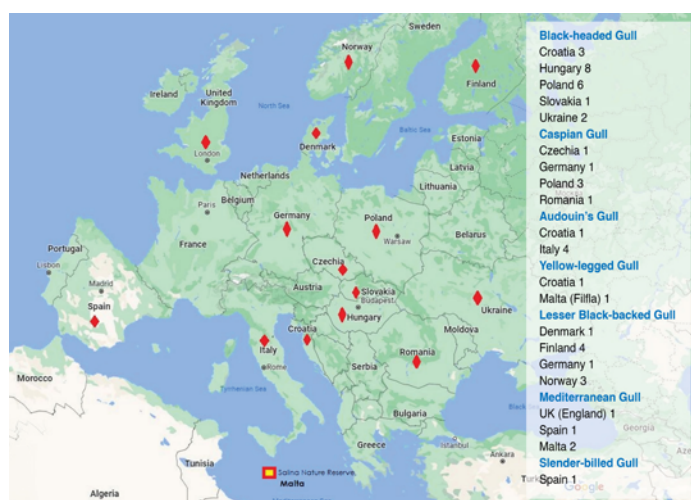 Sweden
Norway
Finland
Ireland
United
Kingdom
North Sea
Denmark
Baltic Sea
Estonia
Latvia
Lithuania
London
Netherlands
Belgium
Germany
Poland
Warsaw
Belarus
Paris
France
Czechia
Slovakia
Budapest
Austria
Hungary
Ukraine
Moldova
Portugal
Lisbon
Madrid
Spain
Italy
Rome
Croatia
Serbia
Romania
Bulgaria
Tyrrhenian Sea
Greece
Istanbul
Ankara
Georgia
Morocco
Algeria
Tunisia
Salina Nature Reserve,
Malta
Google
Black-headed Gull
Croatia 3
Hungary 8
Poland 6
Slovakia 1
Ukraine 2
Caspian Gull
Czechia 1
Germany 1
Poland 3
Romania 1
Audouin's Gull
Croatia 1
Italy 4
Yellow-legged Gull
Croatia 1
Malta (Filfla) 1
Lesser Black-backed Gull
Denmark 1
Finland 4
Germany 1
Norway 3
Mediterranean Gull
UK (England) 1
Spain 1
Malta 2
Slender-billed Gull
Spain 1